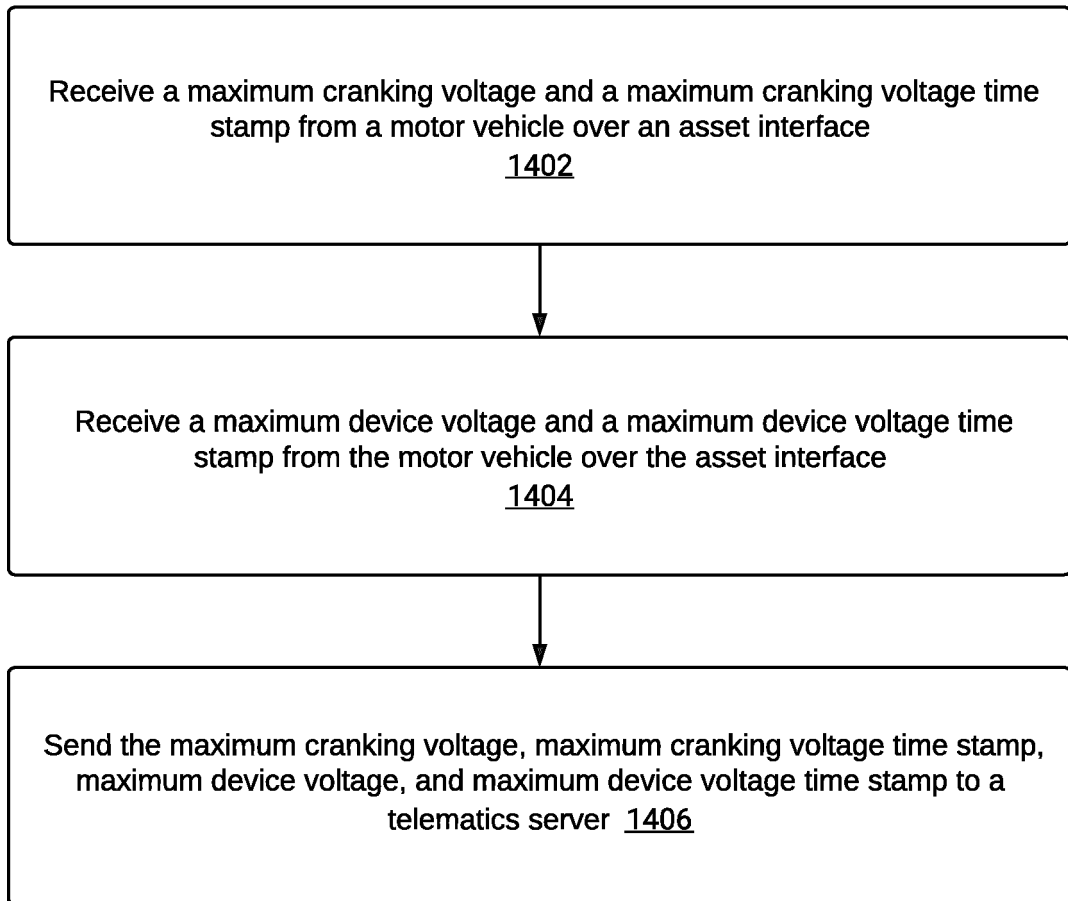 Receive a maximum cranking voltage and a maximum cranking voltage time
stamp from a motor vehicle over an asset interface
1402
Receive a maximum device voltage and a maximum device voltage time
stamp from the motor vehicle over the asset interface
1404
Send the maximum cranking voltage, maximum cranking voltage time stamp,
maximum device voltage, and maximum device voltage time stamp to a
telematics server 1406